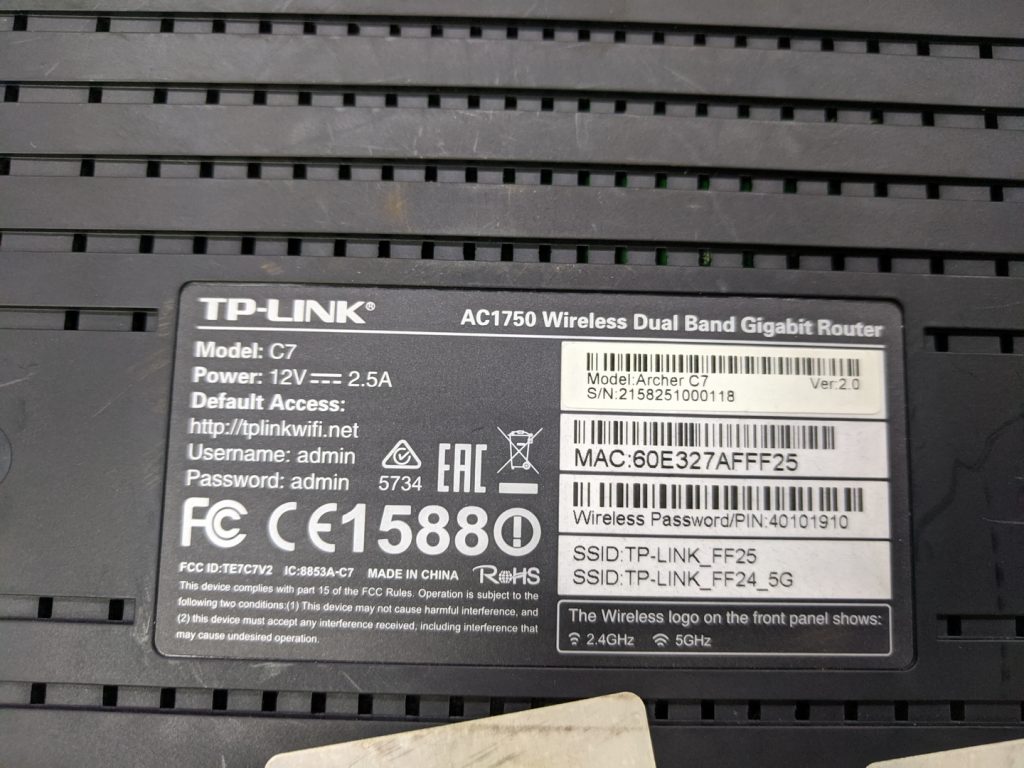 TP-LINK®
AC1750 Wireless Dual Band Gigabit Router
Model: C7
Power: 12V 2.5A
Default Access:
http://tplinkwifi.net
Username: admin
Password: admin
5734
EAC
FC CE1588
FCC ID:TE7C7V2 IC:8853A-C7 MADE IN CHINA RoHS
This device complies with part 15 of the FCC Rules. Operation is subject to the
following two conditions:(1) This device may not cause harmful interference, and
(2) this device must accept any interference received, including interference that
may cause undesired operation.
Model:Archer C7 Ver:2.0
S/N:2158251000118
MAC:60E327AFFF25
Wireless Password/PIN:40101910
SSID:TP-LINK_FF25
SSID:TP-LINK_FF24_5G
The Wireless logo on the front panel shows:
2.4GHz 5GHz